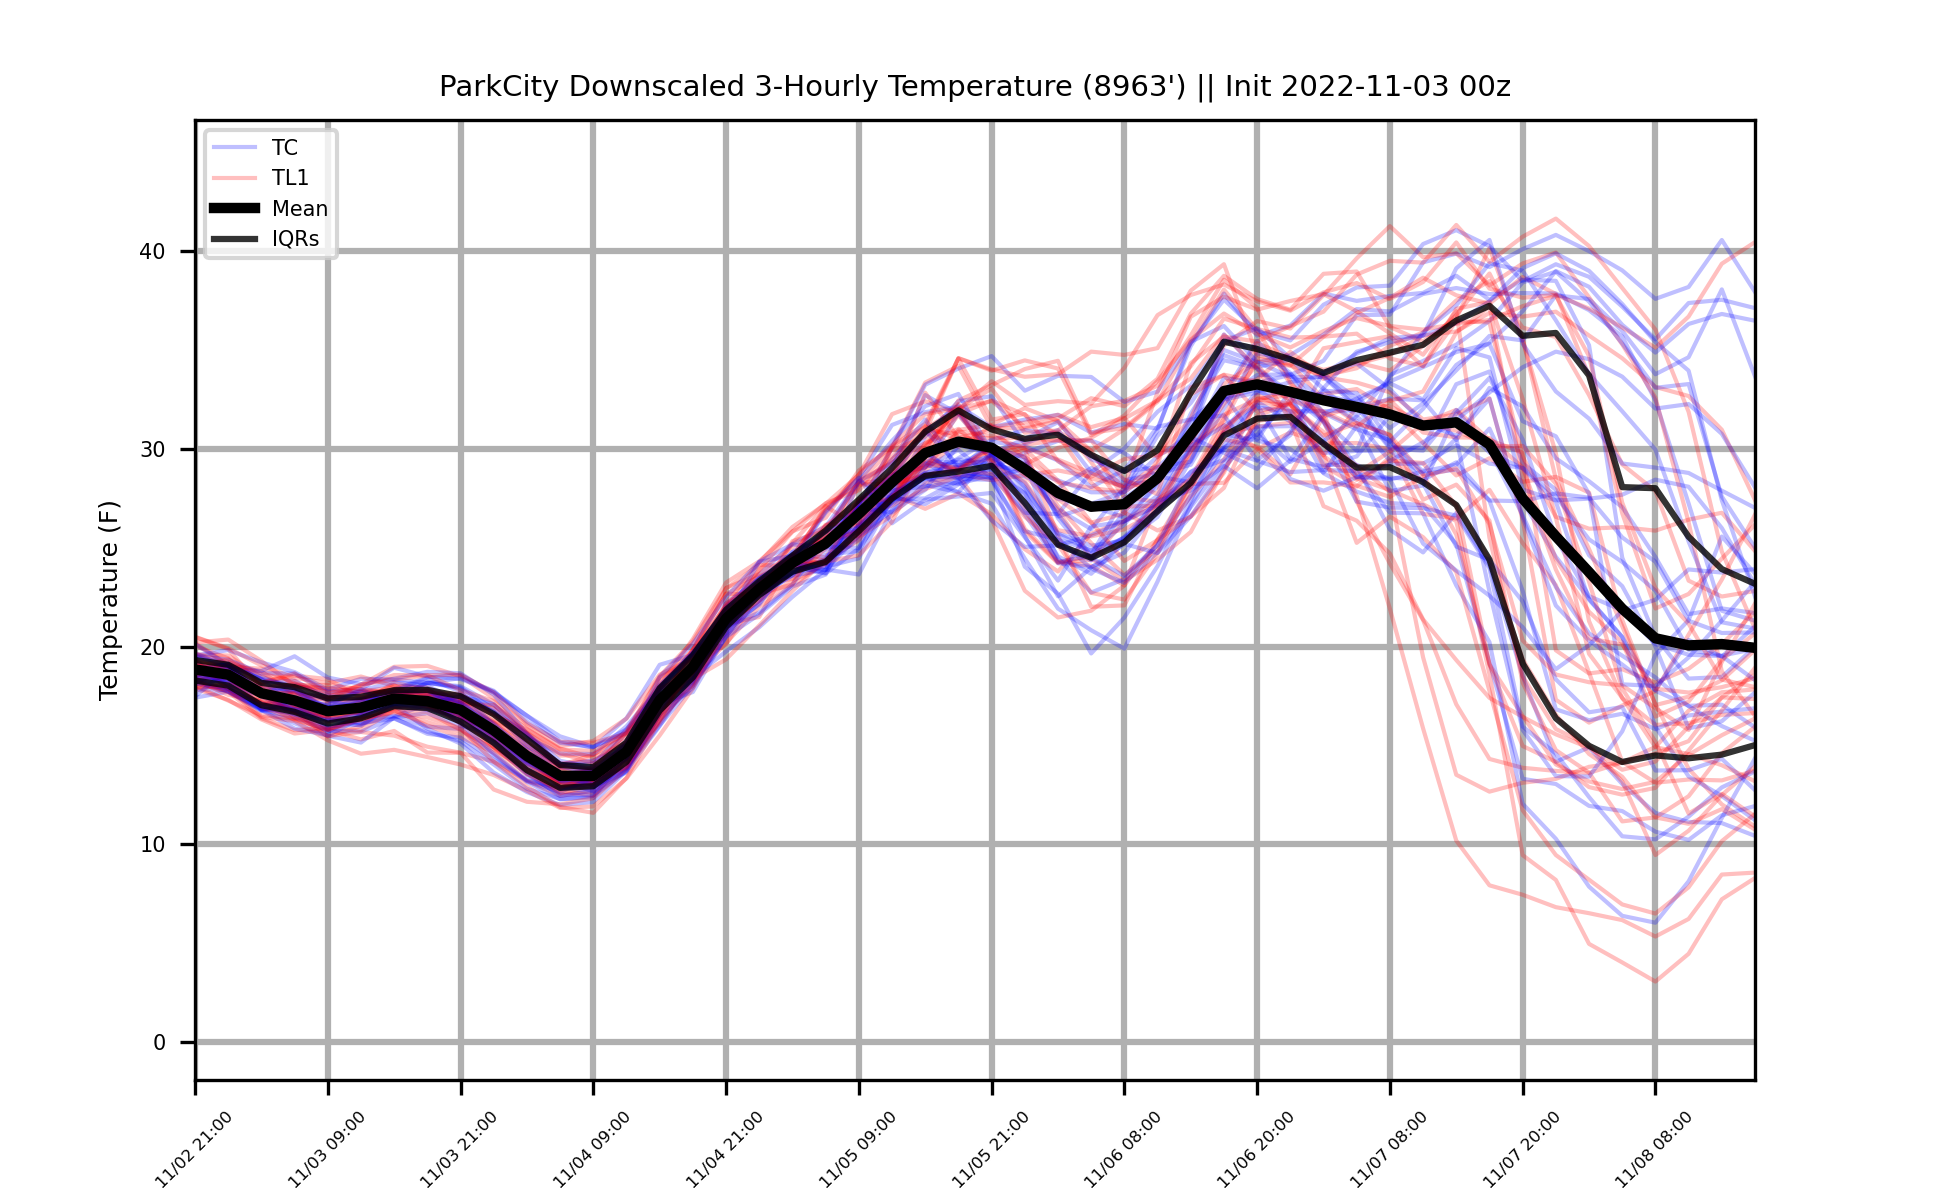 ParkCity Downscaled 3-Hourly Temperature (8963') || Init 2022-11-03 00z
TC
TL1
Mean
IQRs
Temperature (F)
40
30
20
10
0
11/02 21:00
11/03 09:00
11/03 21:00
11/04 09:00
11/04 21:00
11/05 09:00
11/05 21:00
11/06 08:00
11/06 20:00
11/07 08:00
11/07 20:00
11/08 08:00